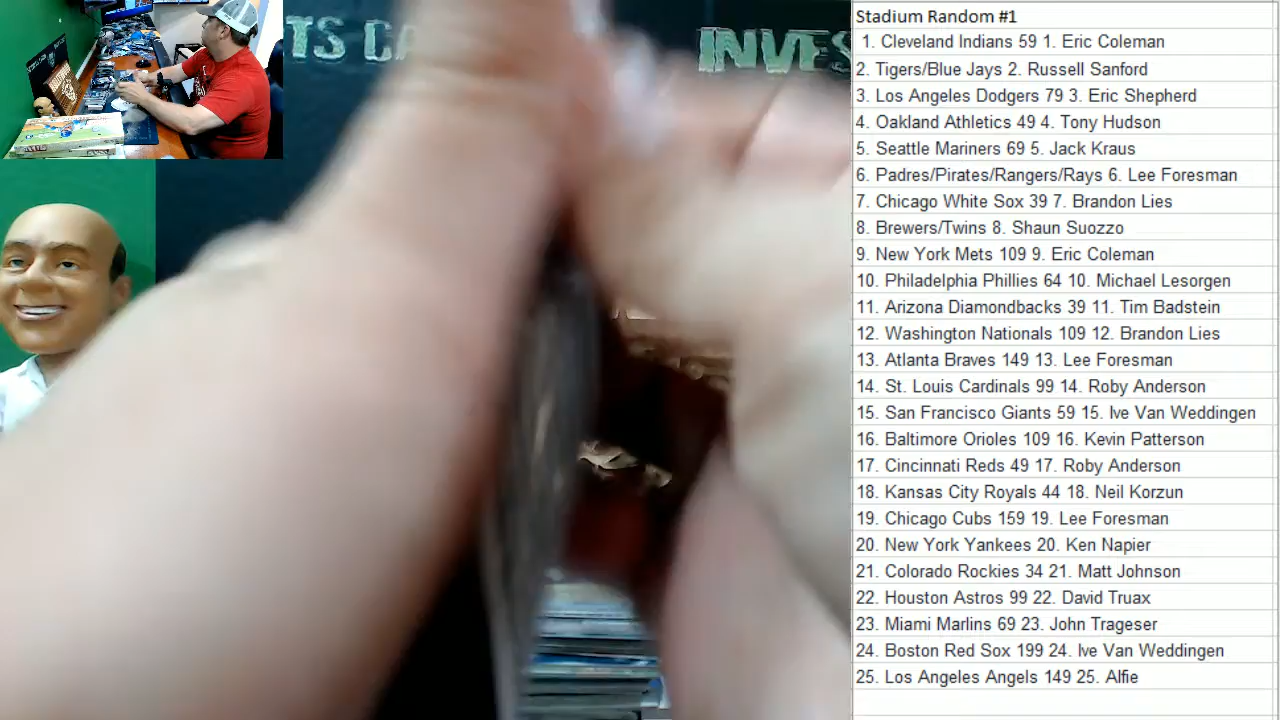 TS CA
INVES
Stadium Random #1
1. Cleveland Indians 59 1. Eric Coleman
2. Tigers/Blue Jays 2. Russell Sanford
3. Los Angeles Dodgers 79 3. Eric Shepherd
4. Oakland Athletics 49 4. Tony Hudson
5. Seattle Mariners 69 5. Jack Kraus
6. Padres/Pirates/Rangers/Rays 6. Lee Foresman
7. Chicago White Sox 39 7. Brandon Lies
8. Brewers/Twins 8. Shaun Suozzo
9. New York Mets 109 9. Eric Coleman
10. Philadelphia Phillies 64 10. Michael Lesorgen
11. Arizona Diamondbacks 39 11. Tim Badstein
12. Washington Nationals 109 12. Brandon Lies
13. Atlanta Braves 149 13. Lee Foresman
14. St. Louis Cardinals 99 14. Roby Anderson
15. San Francisco Giants 59 15. Ive Van Weddingen
16. Baltimore Orioles 109 16. Kevin Patterson
17. Cincinnati Reds 49 17. Roby Anderson
18. Kansas City Royals 44 18. Neil Korzun
19. Chicago Cubs 159 19. Lee Foresman
20. New York Yankees 20. Ken Napier
21. Colorado Rockies 34 21. Matt Johnson
22. Houston Astros 99 22. David Truax
23. Miami Marlins 69 23. John Trageser
24. Boston Red Sox 199 24. Ive Van Weddingen
25. Los Angeles Angels 149 25. Alfie